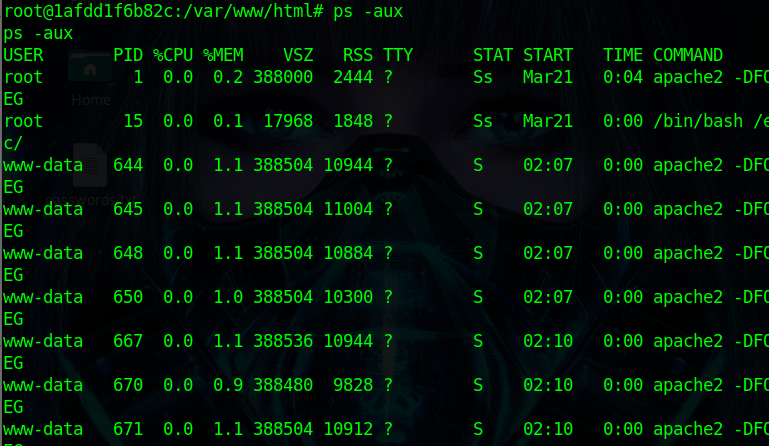 root@1afdd1f6b82c:/var/www/html# ps -aux
ps -aux
USER       PID %CPU %MEM    VSZ   RSS TTY      STAT START   TIME COMMAND
root         1  0.0  0.2 388000  2444 ?        Ss   Mar21   0:04 apache2 -DFO
EG
root        15  0.0  0.1  17968  1848 ?        Ss   Mar21   0:00 /bin/bash /e
c/
www-data   644  0.0  1.1 388504 10944 ?        S    02:07   0:00 apache2 -DFO
EG
www-data   645  0.0  1.1 388504 11004 ?        S    02:07   0:00 apache2 -DFO
EG
www-data   648  0.0  1.1 388504 10884 ?        S    02:07   0:00 apache2 -DFO
EG
www-data   650  0.0  1.0 388504 10300 ?        S    02:07   0:00 apache2 -DFO
EG
www-data   667  0.0  1.1 388536 10944 ?        S    02:10   0:00 apache2 -DFO
EG
www-data   670  0.0  0.9 388480  9828 ?        S    02:10   0:00 apache2 -DFO
EG
www-data   671  0.0  1.1 388504 10912 ?        S    02:10   0:00 apache2 -DFO
EG
Home